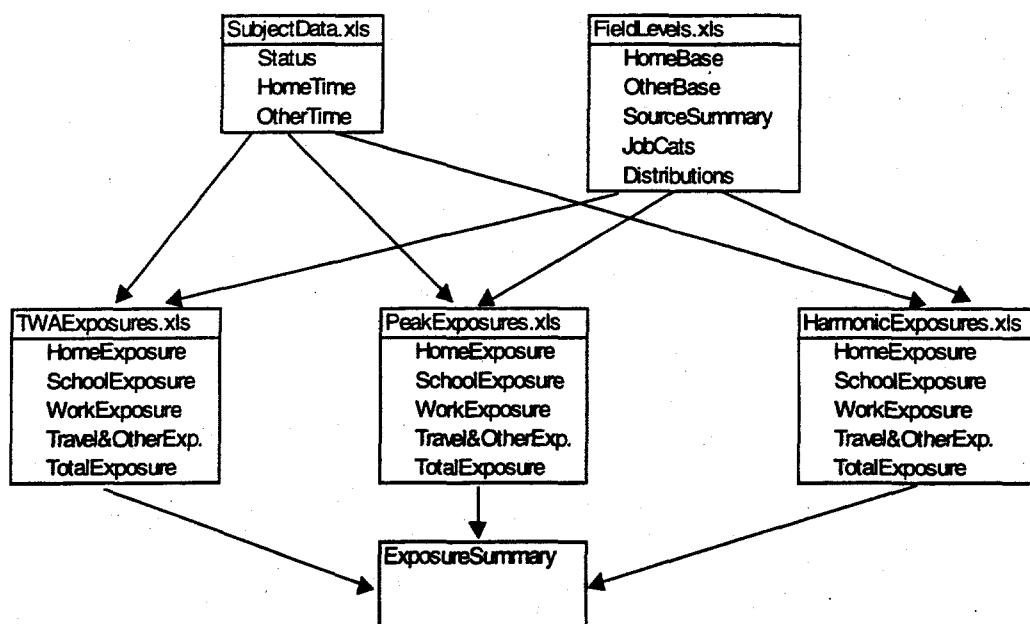 SubjectData.xls
Status
HomeTime
OtherTime
FieldLevels.xls
HomeBase
OtherBase
SourceSummary
JobCats
Distributions
TWAExposures.xls
HomeExposure
SchoolExposure
WorkExposure
Travel&OtherExp.
TotalExposure
PeakExposures.xls
HomeExposure
SchoolExposure
WorkExposure
Travel&OtherExp.
TotalExposure
HarmonicExposures.xls
HomeExposure
SchoolExposure
WorkExposure
Travel&OtherExp.
TotalExposure
ExposureSummary